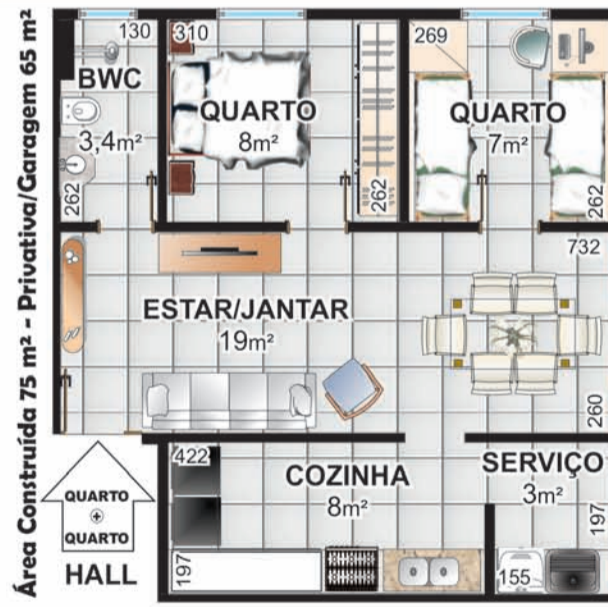 Área Construída 75 m² - Privativa/Garagem 65 m²
130
BWC
3,4m²
262
310
QUARTO
8m²
262
269
QUARTO
7m²
262
732
ESTAR/JANTAR
19m²
260
422
COZINHA
8m²
197
SERVIÇO
3m²
197
155
QUARTO
+
QUARTO
HALL